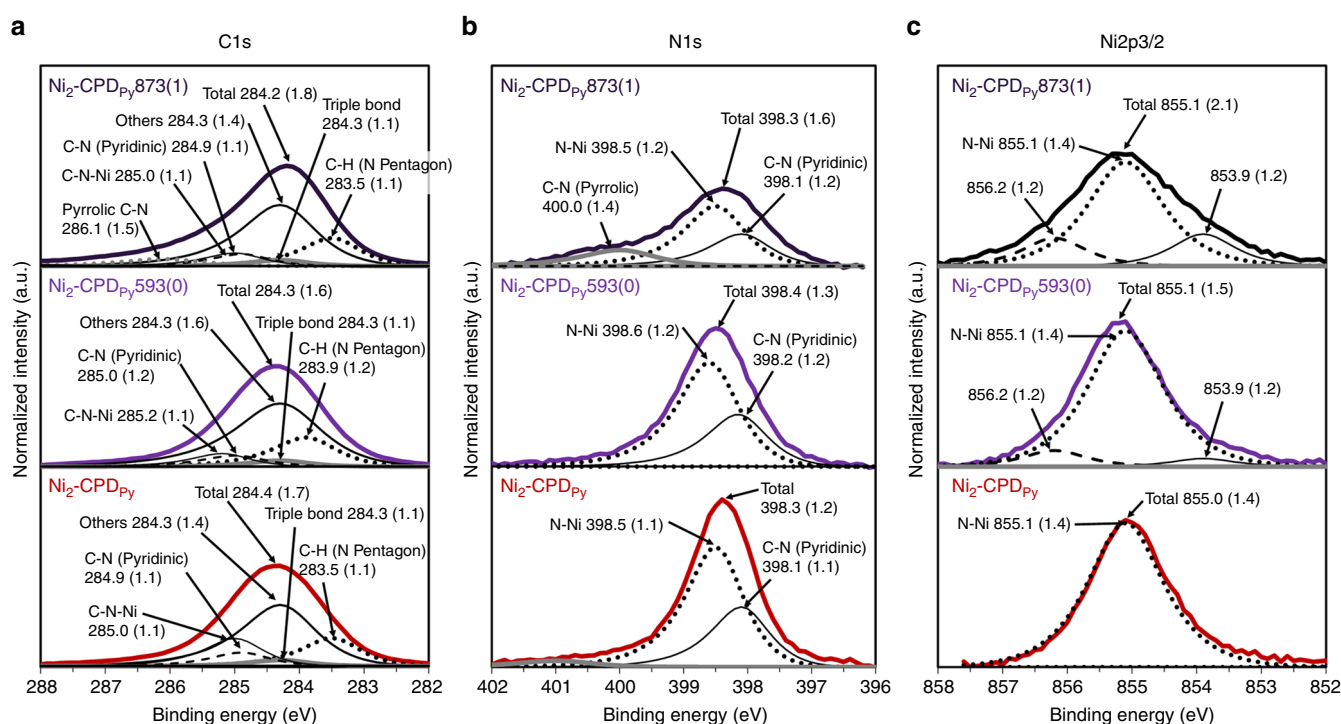 a
C1s
Normalized intensity (a.u.)
Ni₂-CPD_Py873(1)
Total 284.2 (1.8)
Others 284.3 (1.4)
Triple bond
284.3 (1.1)
C-N (Pyridinic) 284.9 (1.1)
C-N-Ni 285.0 (1.1)
C-H (N Pentagon)
283.5 (1.1)
Pyrrolic C-N
286.1 (1.5)
Ni₂-CPD_Py593(0)
Total 284.3 (1.6)
Others 284.3 (1.6)
Triple bond 284.3 (1.1)
C-N (Pyridinic)
285.0 (1.2)
C-H (N Pentagon)
283.9 (1.2)
C-N-Ni 285.2 (1.1)
Ni₂-CPD_Py
Total 284.4 (1.7)
Others 284.3 (1.4)
Triple bond 284.3 (1.1)
C-N (Pyridinic)
284.9 (1.1)
C-H (N Pentagon)
283.5 (1.1)
C-N-Ni
285.0 (1.1)
288 287 286 285 284 283 282
Binding energy (eV)
b
N1s
Normalized intensity (a.u.)
Ni₂-CPD_Py873(1)
Total 398.3 (1.6)
N-Ni 398.5 (1.2)
C-N (Pyridinic)
398.1 (1.2)
C-N (Pyrrolic)
400.0 (1.4)
Ni₂-CPD_Py593(0)
Total 398.4 (1.3)
N-Ni 398.6 (1.2)
C-N (Pyridinic)
398.2 (1.2)
Ni₂-CPD_Py
Total
398.3 (1.2)
N-Ni 398.5 (1.1)
C-N (Pyridinic)
398.1 (1.1)
402 401 400 399 398 397 396
Binding energy (eV)
c
Ni2p3/2
Normalized intensity (a.u.)
Ni₂-CPD_Py873(1)
Total 855.1 (2.1)
N-Ni 855.1 (1.4)
856.2 (1.2)
853.9 (1.2)
Ni₂-CPD_Py593(0)
Total 855.1 (1.5)
N-Ni 855.1 (1.4)
856.2 (1.2)
853.9 (1.2)
Ni₂-CPD_Py
Total 855.0 (1.4)
N-Ni 855.1 (1.4)
858 857 856 855 854 853 852
Binding energy (eV)